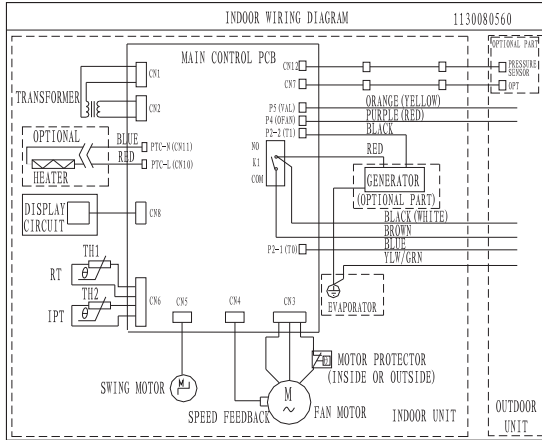 INDOOR WIRING DIAGRAM
1130080560
OPTIONAL PART
MAIN CONTROL PCB
CN12
PRESSURE
SENSOR
CN1
CN7
OPT
TRANSFORMER
CN2
P5(VAL)
ORANGE(YELLOW)
P4(OFAN)
PURPLE(RED)
P2-2(T1)
BLACK
OPTIONAL
BLUE
PTC-N(CN11)
RED
PTC-L(CN10)
HEATER
NO
K1
COM
RED
GENERATOR
(OPTIONAL PART)
DISPLAY
CIRCUIT
CN8
BLACK(WHITE)
BROWN
P2-1(T0)
BLUE
YLW/GRN
TH1
RT
θ
TH2
IPT
θ
CN6
EVAPORATOR
CN5
CN4
CN3
MOTOR PROTECTOR
(INSIDE OR OUTSIDE)
SWING MOTOR
M
M
~
SPEED FEEDBACK
FAN MOTOR
INDOOR UNIT
OUTDOOR
UNIT